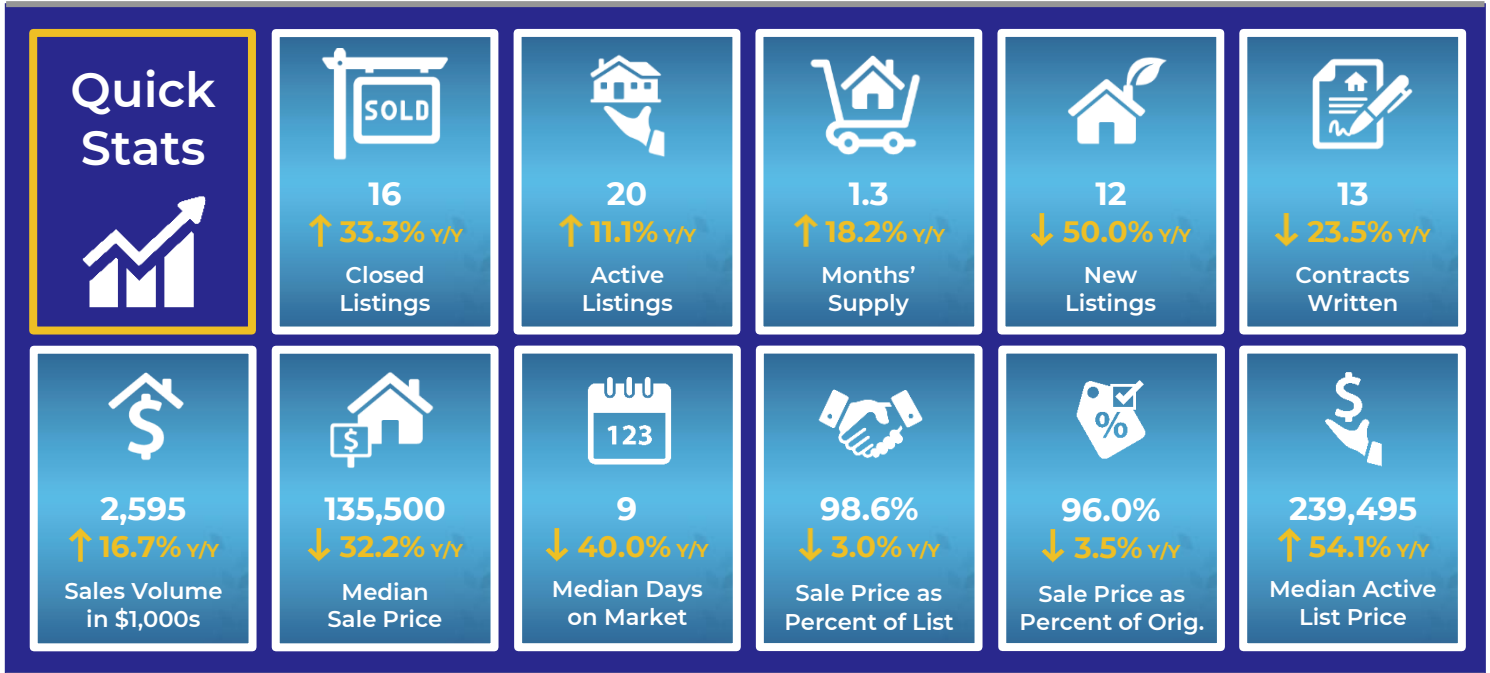 Quick
Stats
SOLD
16
↑ 33.3% Y/Y
Closed
Listings
20
↑ 11.1% Y/Y
Active
Listings
1.3
↑ 18.2% Y/Y
Months’
Supply
12
↓ 50.0% Y/Y
New
Listings
13
↓ 23.5% Y/Y
Contracts
Written
$
2,595
↑ 16.7% Y/Y
Sales Volume
in $1,000s
$
135,500
↓ 32.2% Y/Y
Median
Sale Price
123
9
↓ 40.0% Y/Y
Median Days
on Market
98.6%
↓ 3.0% Y/Y
Sale Price as
Percent of List
%
96.0%
↓ 3.5% Y/Y
Sale Price as
Percent of Orig.
$
239,495
↑ 54.1% Y/Y
Median Active
List Price